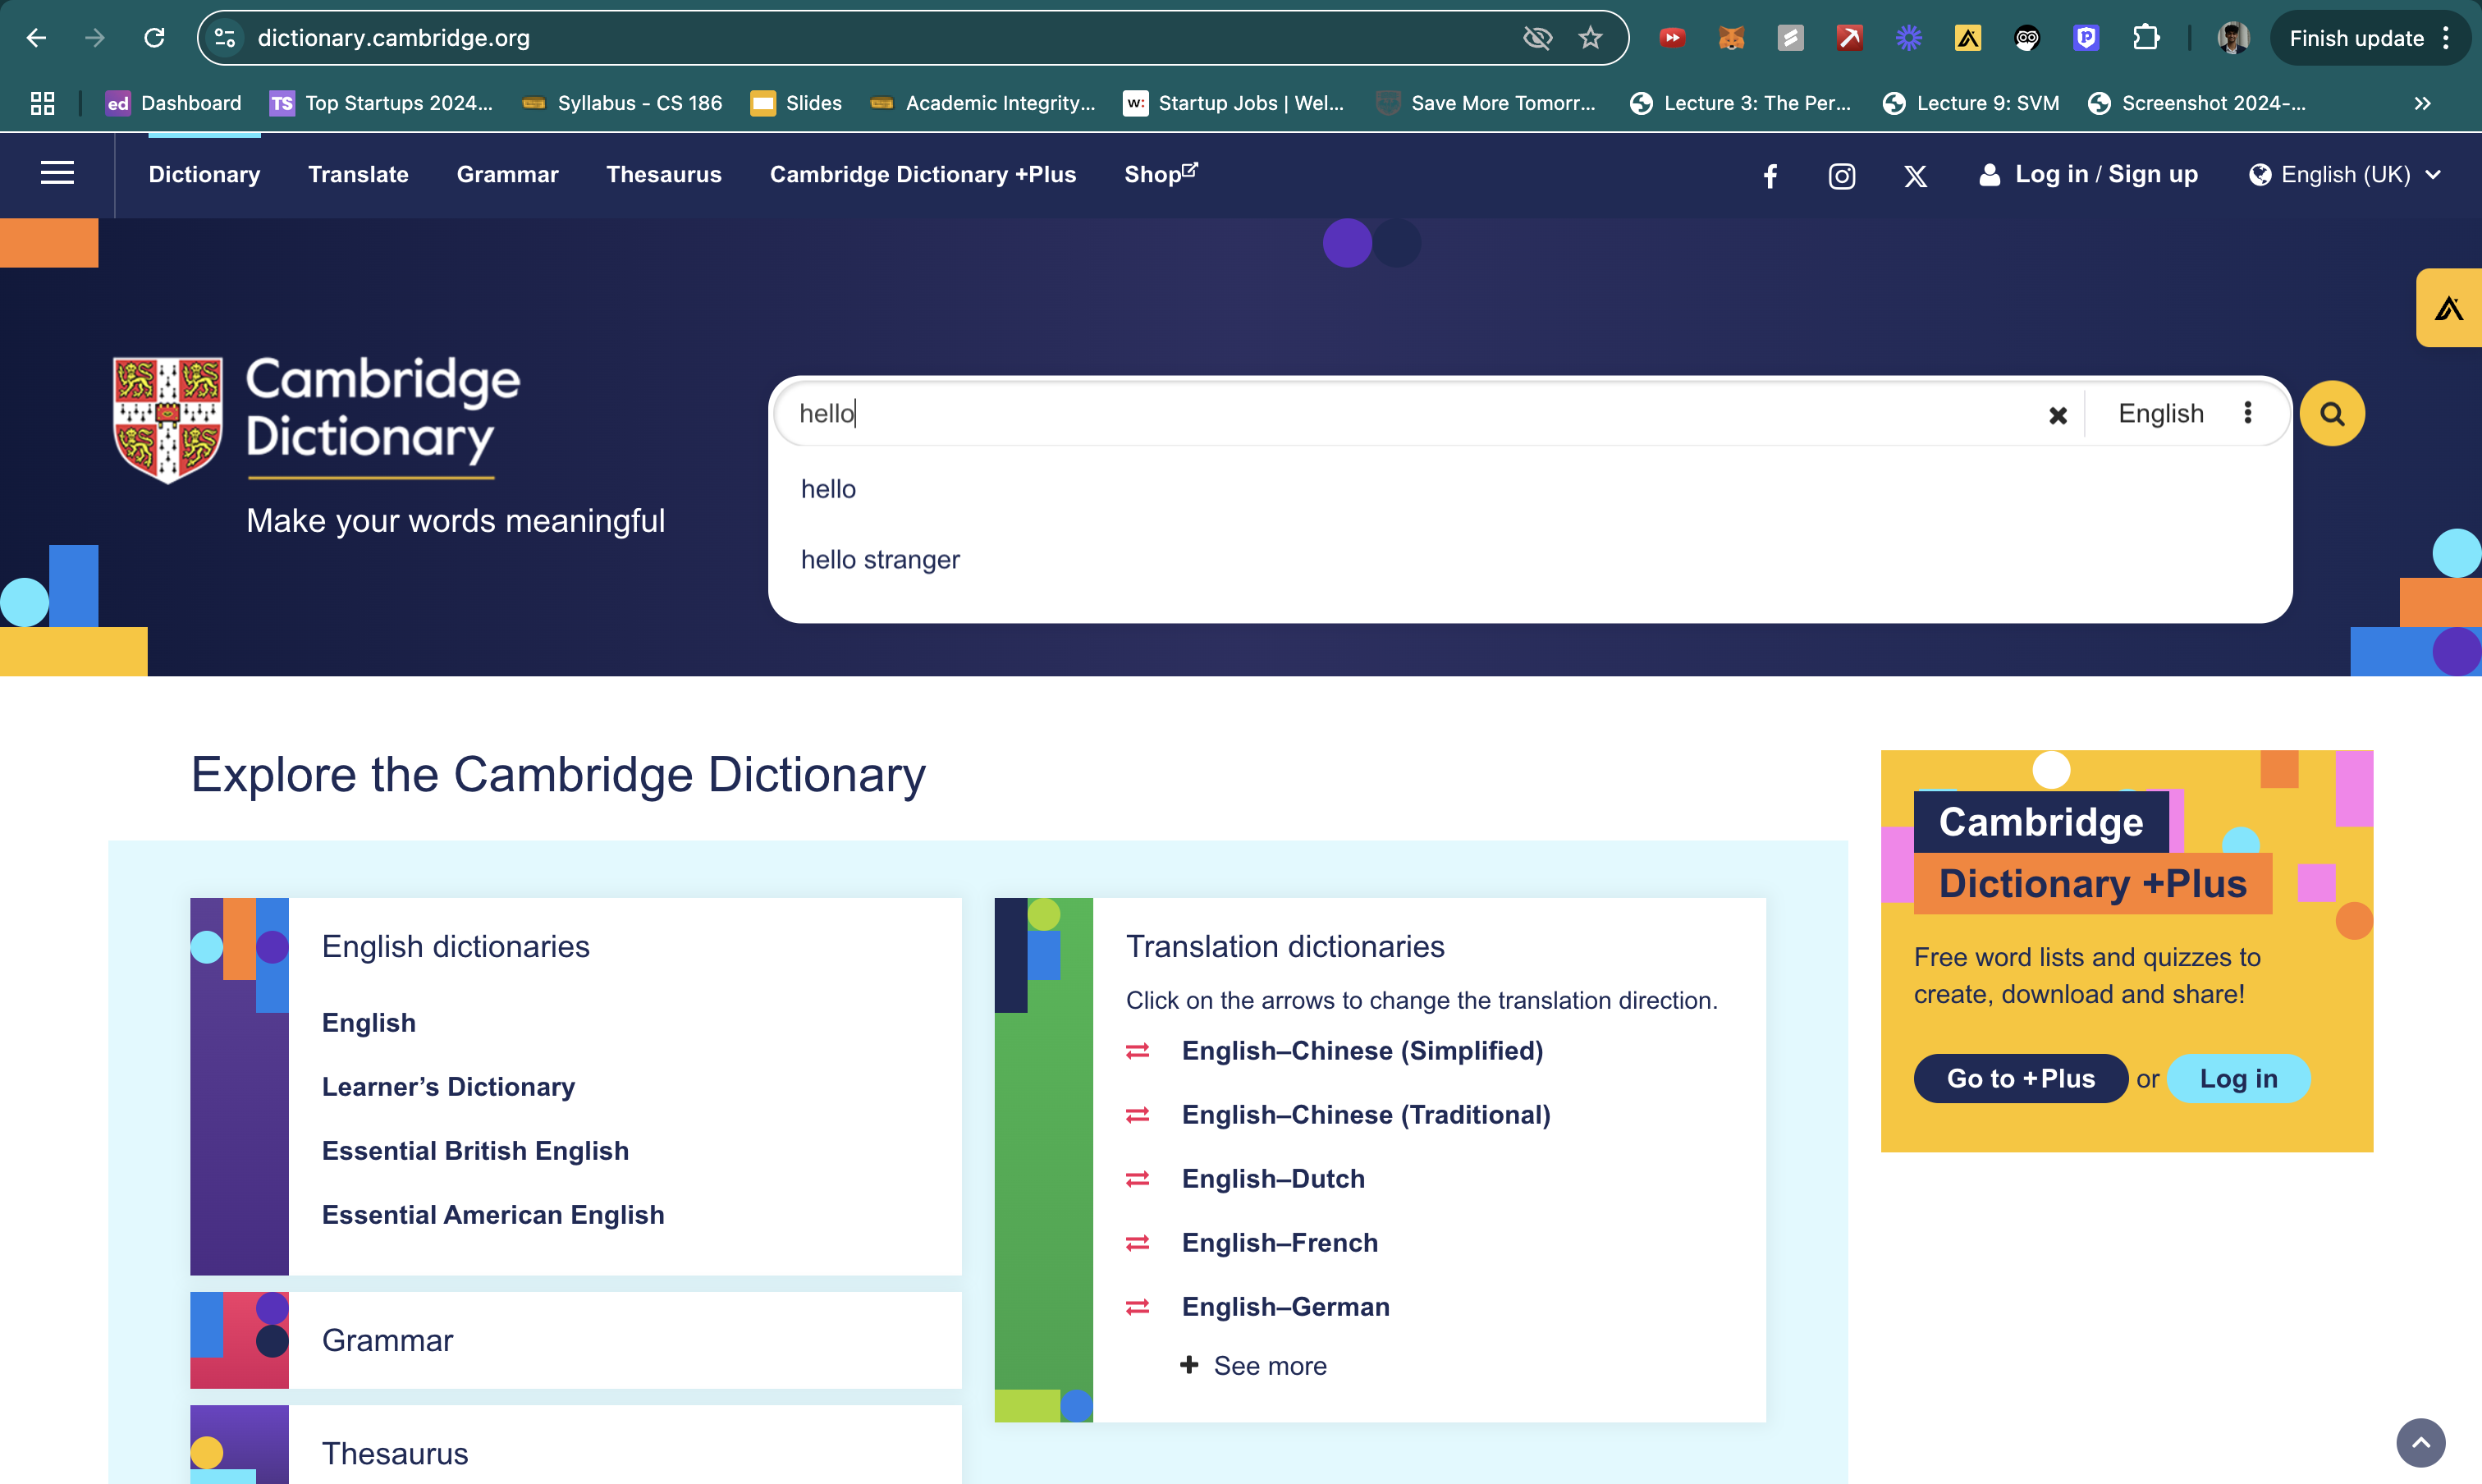 dictionary.cambridge.org
Finish update
ed Dashboard
TS Top Startups 2024...
Syllabus - CS 186
Slides
Academic Integrity...
w: Startup Jobs | Wel...
Save More Tomorr...
Lecture 3: The Per...
Lecture 9: SVM
Screenshot 2024-...
Dictionary
Translate
Grammar
Thesaurus
Cambridge Dictionary +Plus
Shop
Log in / Sign up
English (UK)
Cambridge
Dictionary
Make your words meaningful
hello
English
hello
hello stranger
Explore the Cambridge Dictionary
English dictionaries
English
Learner’s Dictionary
Essential British English
Essential American English
Grammar
Thesaurus
Translation dictionaries
Click on the arrows to change the translation direction.
English–Chinese (Simplified)
English–Chinese (Traditional)
English–Dutch
English–French
English–German
See more
Cambridge
Dictionary +Plus
Free word lists and quizzes to
create, download and share!
Go to +Plus or Log in